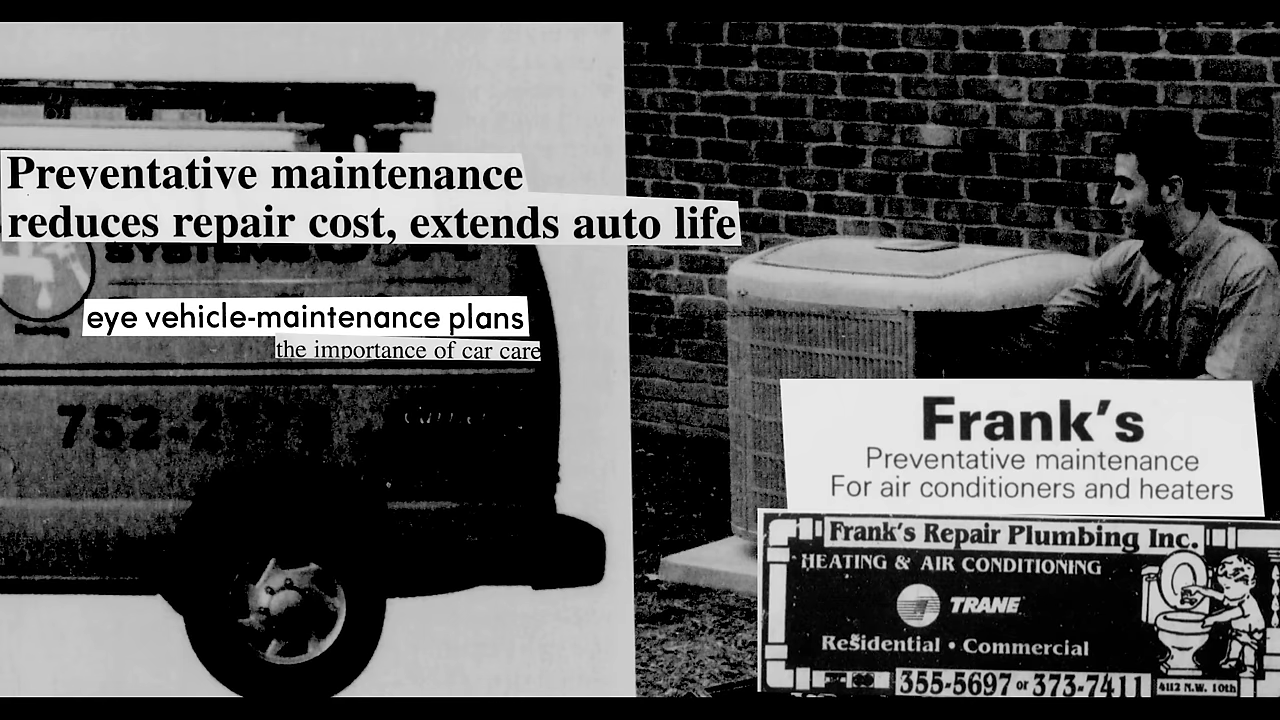 Preventative maintenance
reduces repair cost, extends auto life
SYSTEMS
eye vehicle-maintenance plans
the importance of car care
Frank's
Preventative maintenance
For air conditioners and heaters
Frank's Repair Plumbing Inc.
HEATING & AIR CONDITIONING
TRANE
Residential • Commercial
355-5697 or 373-7411
4112 N.W. 10th